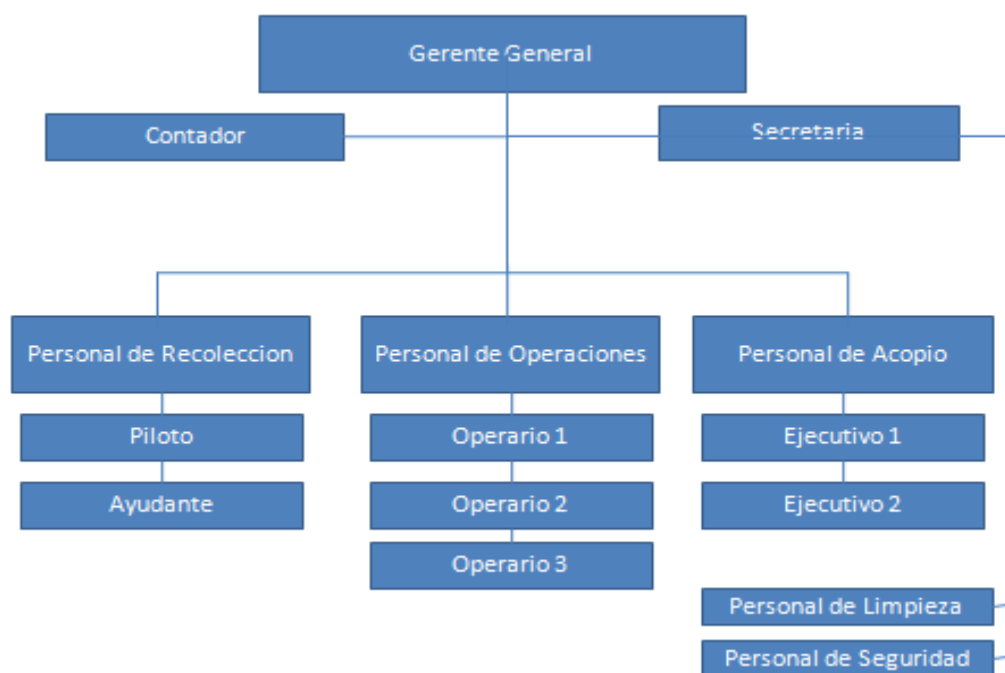 Gerente General
Contador
Secretaria
Personal de Recoleccion
Personal de Operaciones
Personal de Acopio
Piloto
Operario 1
Ejecutivo 1
Ayudante
Operario 2
Ejecutivo 2
Operario 3
Personal de Limpieza
Personal de Seguridad